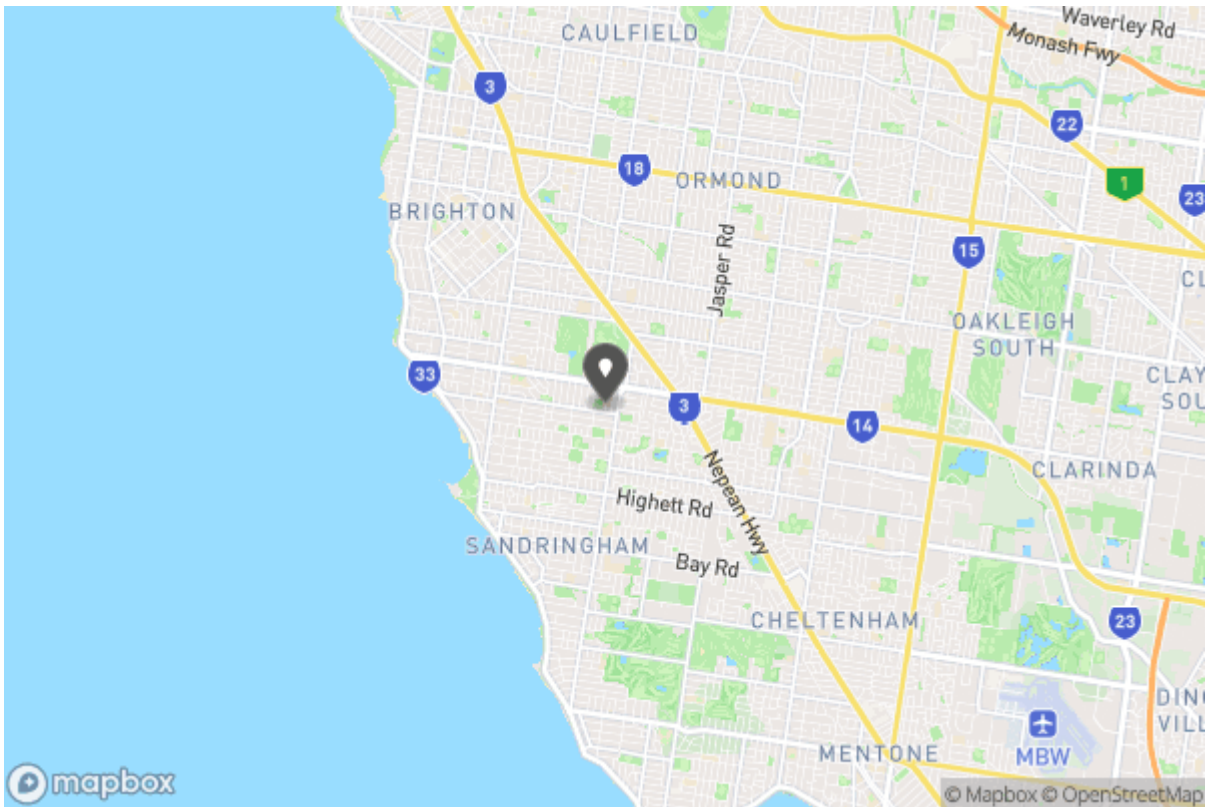 Waverley Rd
CAULFIELD
Monash Fwy
3
22
18
ORMOND
1
23
BRIGHTON
15
Jasper Rd
CL
OAKLEIGH
SOUTH
33
CLAY
SOU
3
14
CLARINDA
Nepean Hwy
Highett Rd
SANDRINGHAM
Bay Rd
CHELTENHAM
23
DING
VILL
MENTONE
MBW
mapbox
© Mapbox © OpenStreetMap